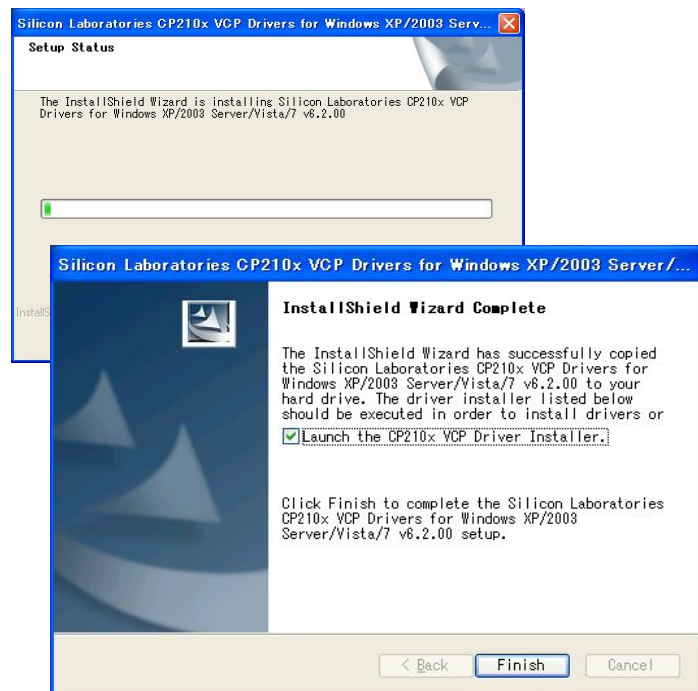 Silicon Laboratories CP210x VCP Drivers for Windows XP/2003 Serv...
Setup Status
The InstallShield Wizard is installing Silicon Laboratories CP210x VCP
Drivers for Windows XP/2003 Server/Vista/7 v6.2.00
InstallS
Silicon Laboratories CP210x VCP Drivers for Windows XP/2003 Server/...
InstallShield Wizard Complete
The InstallShield Wizard has successfully copied
the Silicon Laboratories CP210x VCP Drivers for
Windows XP/2003 Server/Vista/7 v6.2.00 to your
hard drive. The driver installer listed below
should be executed in order to install drivers or
Launch the CP210x VCP Driver Installer.
Click Finish to complete the Silicon Laboratories
CP210x VCP Drivers for Windows XP/2003
Server/Vista/7 v6.2.00 setup.
< Back Finish Cancel